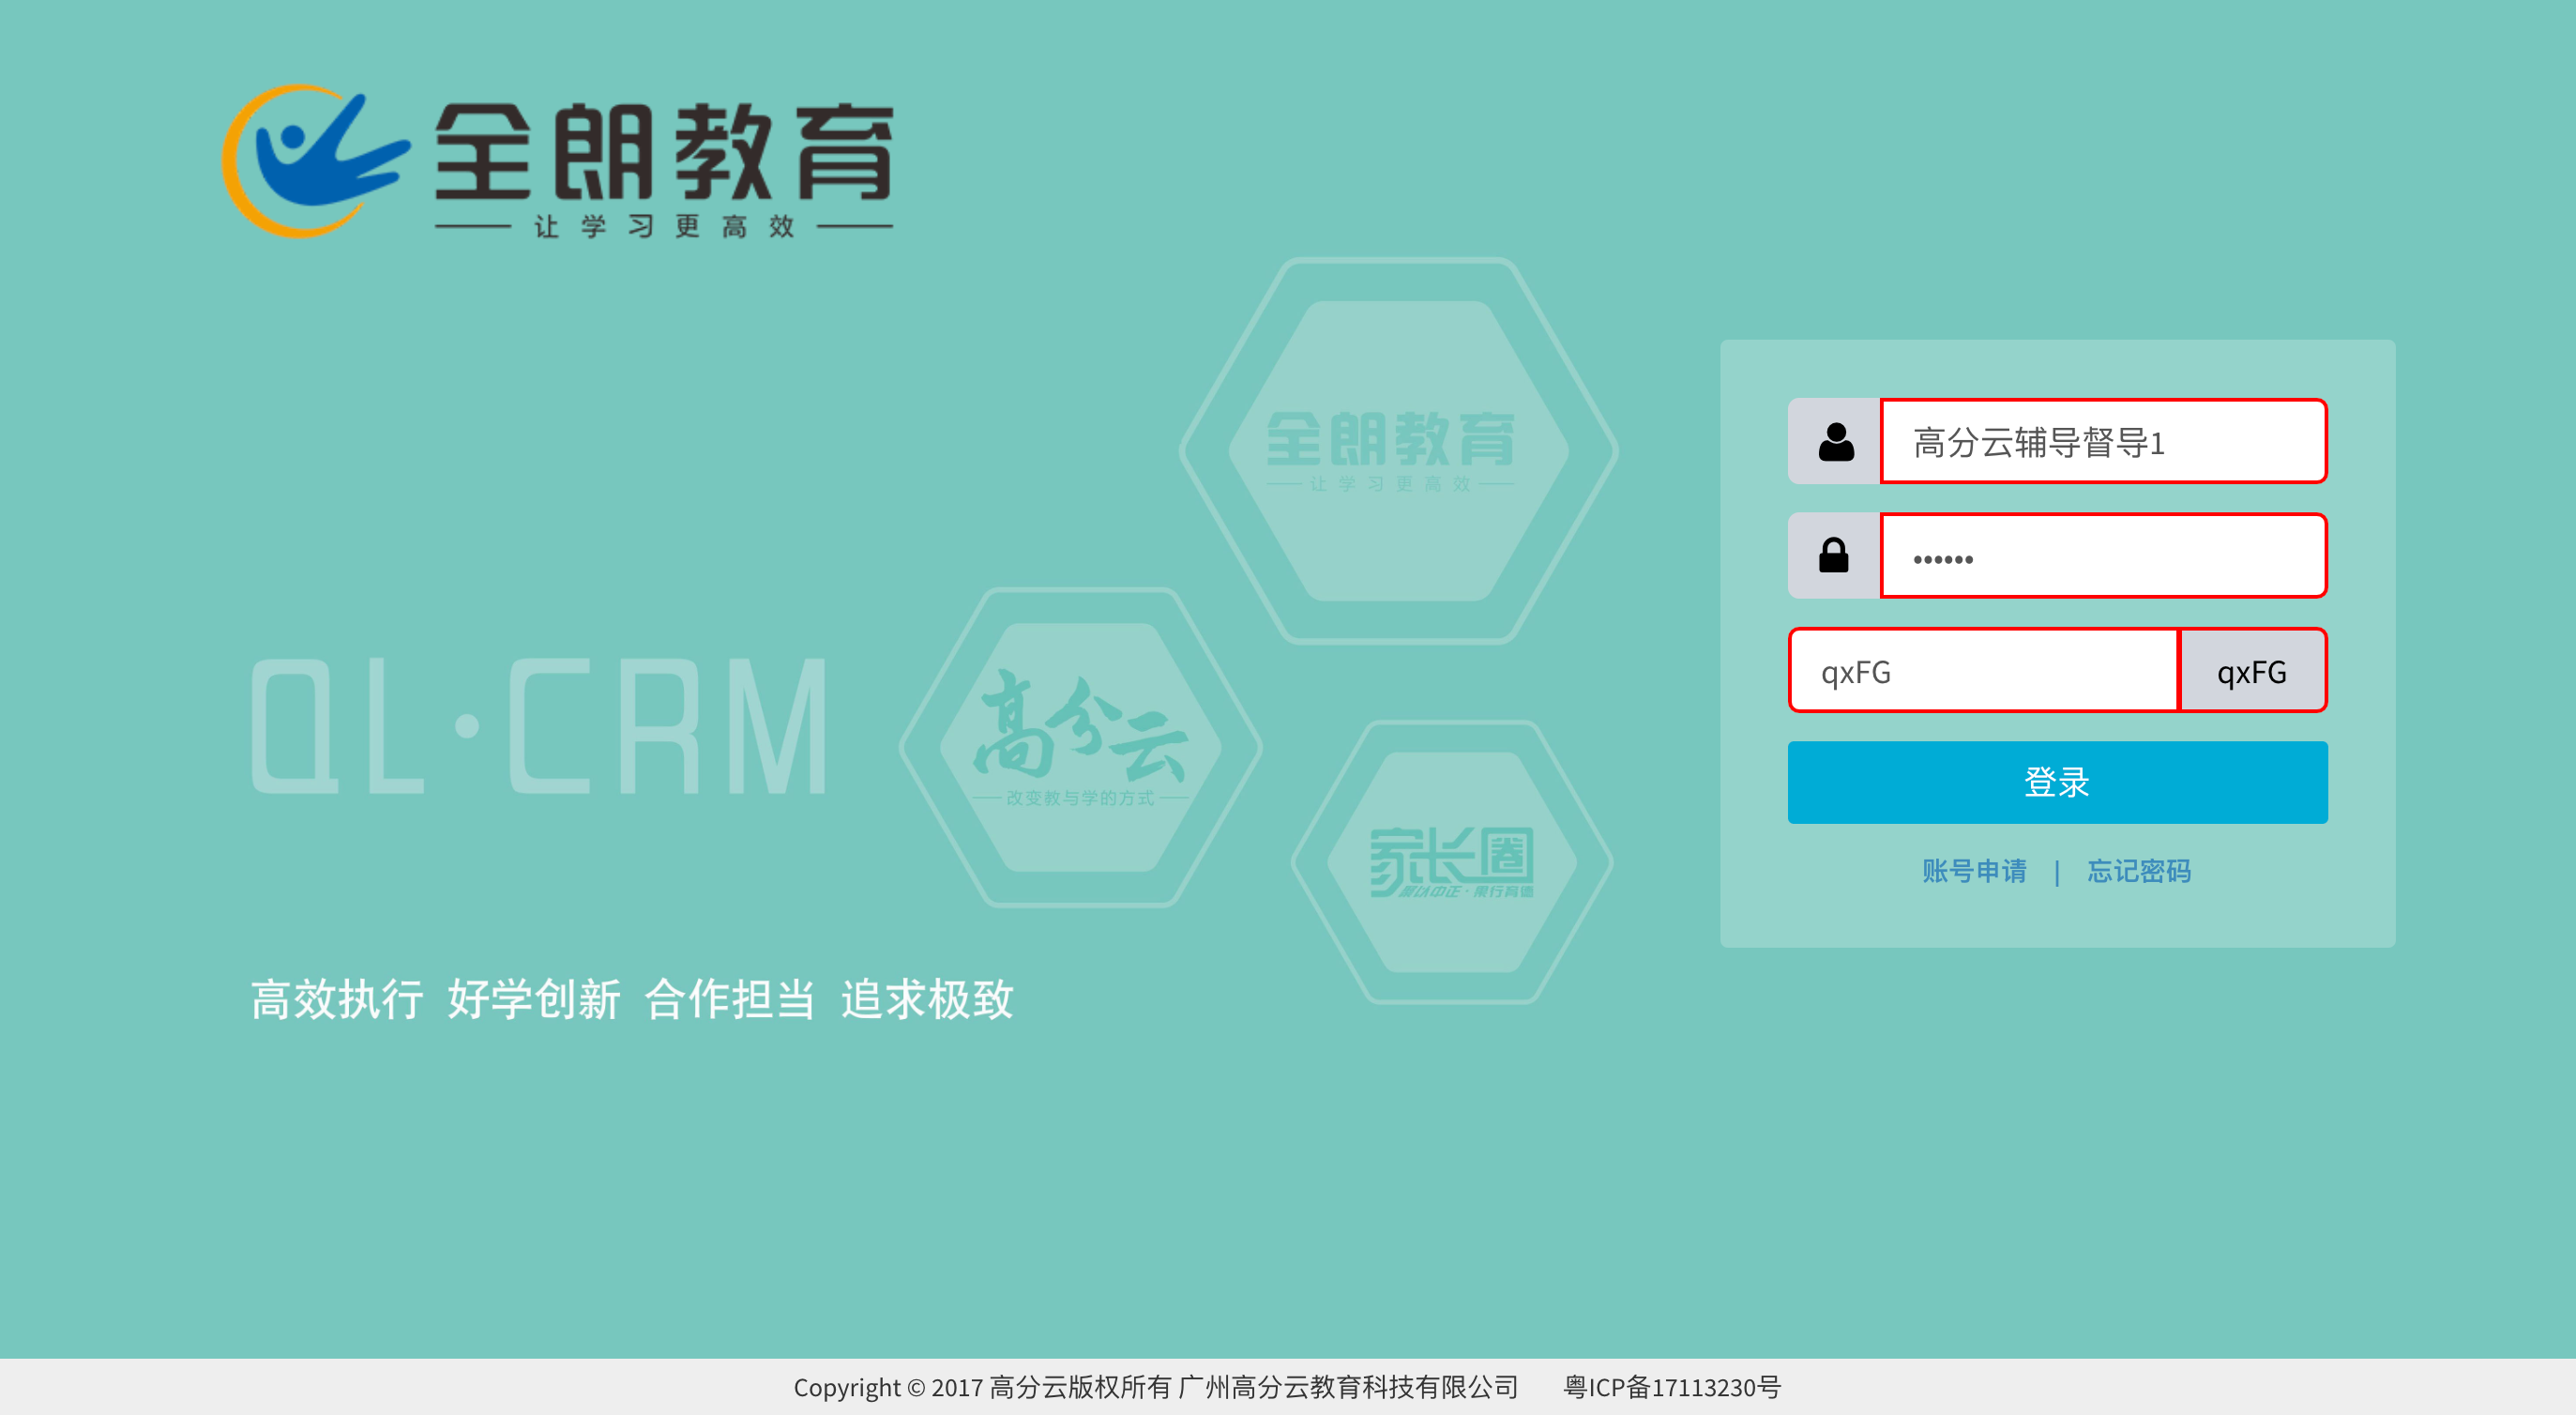 全朗教育
让学习更高效
全朗教育
让学习更高效
高分云辅导督导1
••••••
qxFG qxFG
登录
账号申请 | 忘记密码
QL·CRM
高分云
改变教与学的方式
家长圈
高效执行 好学创新 合作担当 追求极致
Copyright © 2017 高分云版权所有 广州高分云教育科技有限公司 粤ICP备17113230号